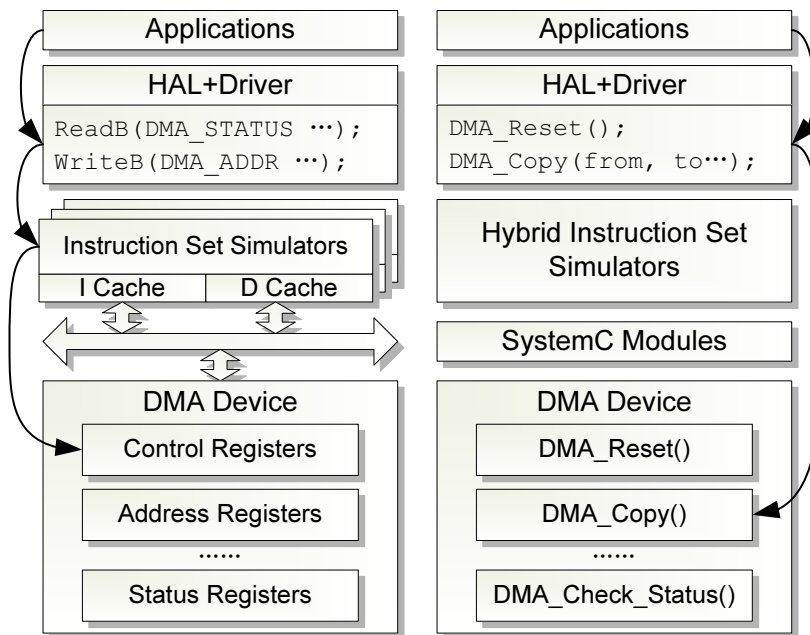 Applications
HAL+Driver
ReadB(DMA_STATUS …);
WriteB(DMA_ADDR …);
Instruction Set Simulators
I Cache
D Cache
DMA Device
Control Registers
Address Registers
……
Status Registers
Applications
HAL+Driver
DMA_Reset();
DMA_Copy(from, to…);
Hybrid Instruction Set
Simulators
SystemC Modules
DMA Device
DMA_Reset()
DMA_Copy()
……
DMA_Check_Status()